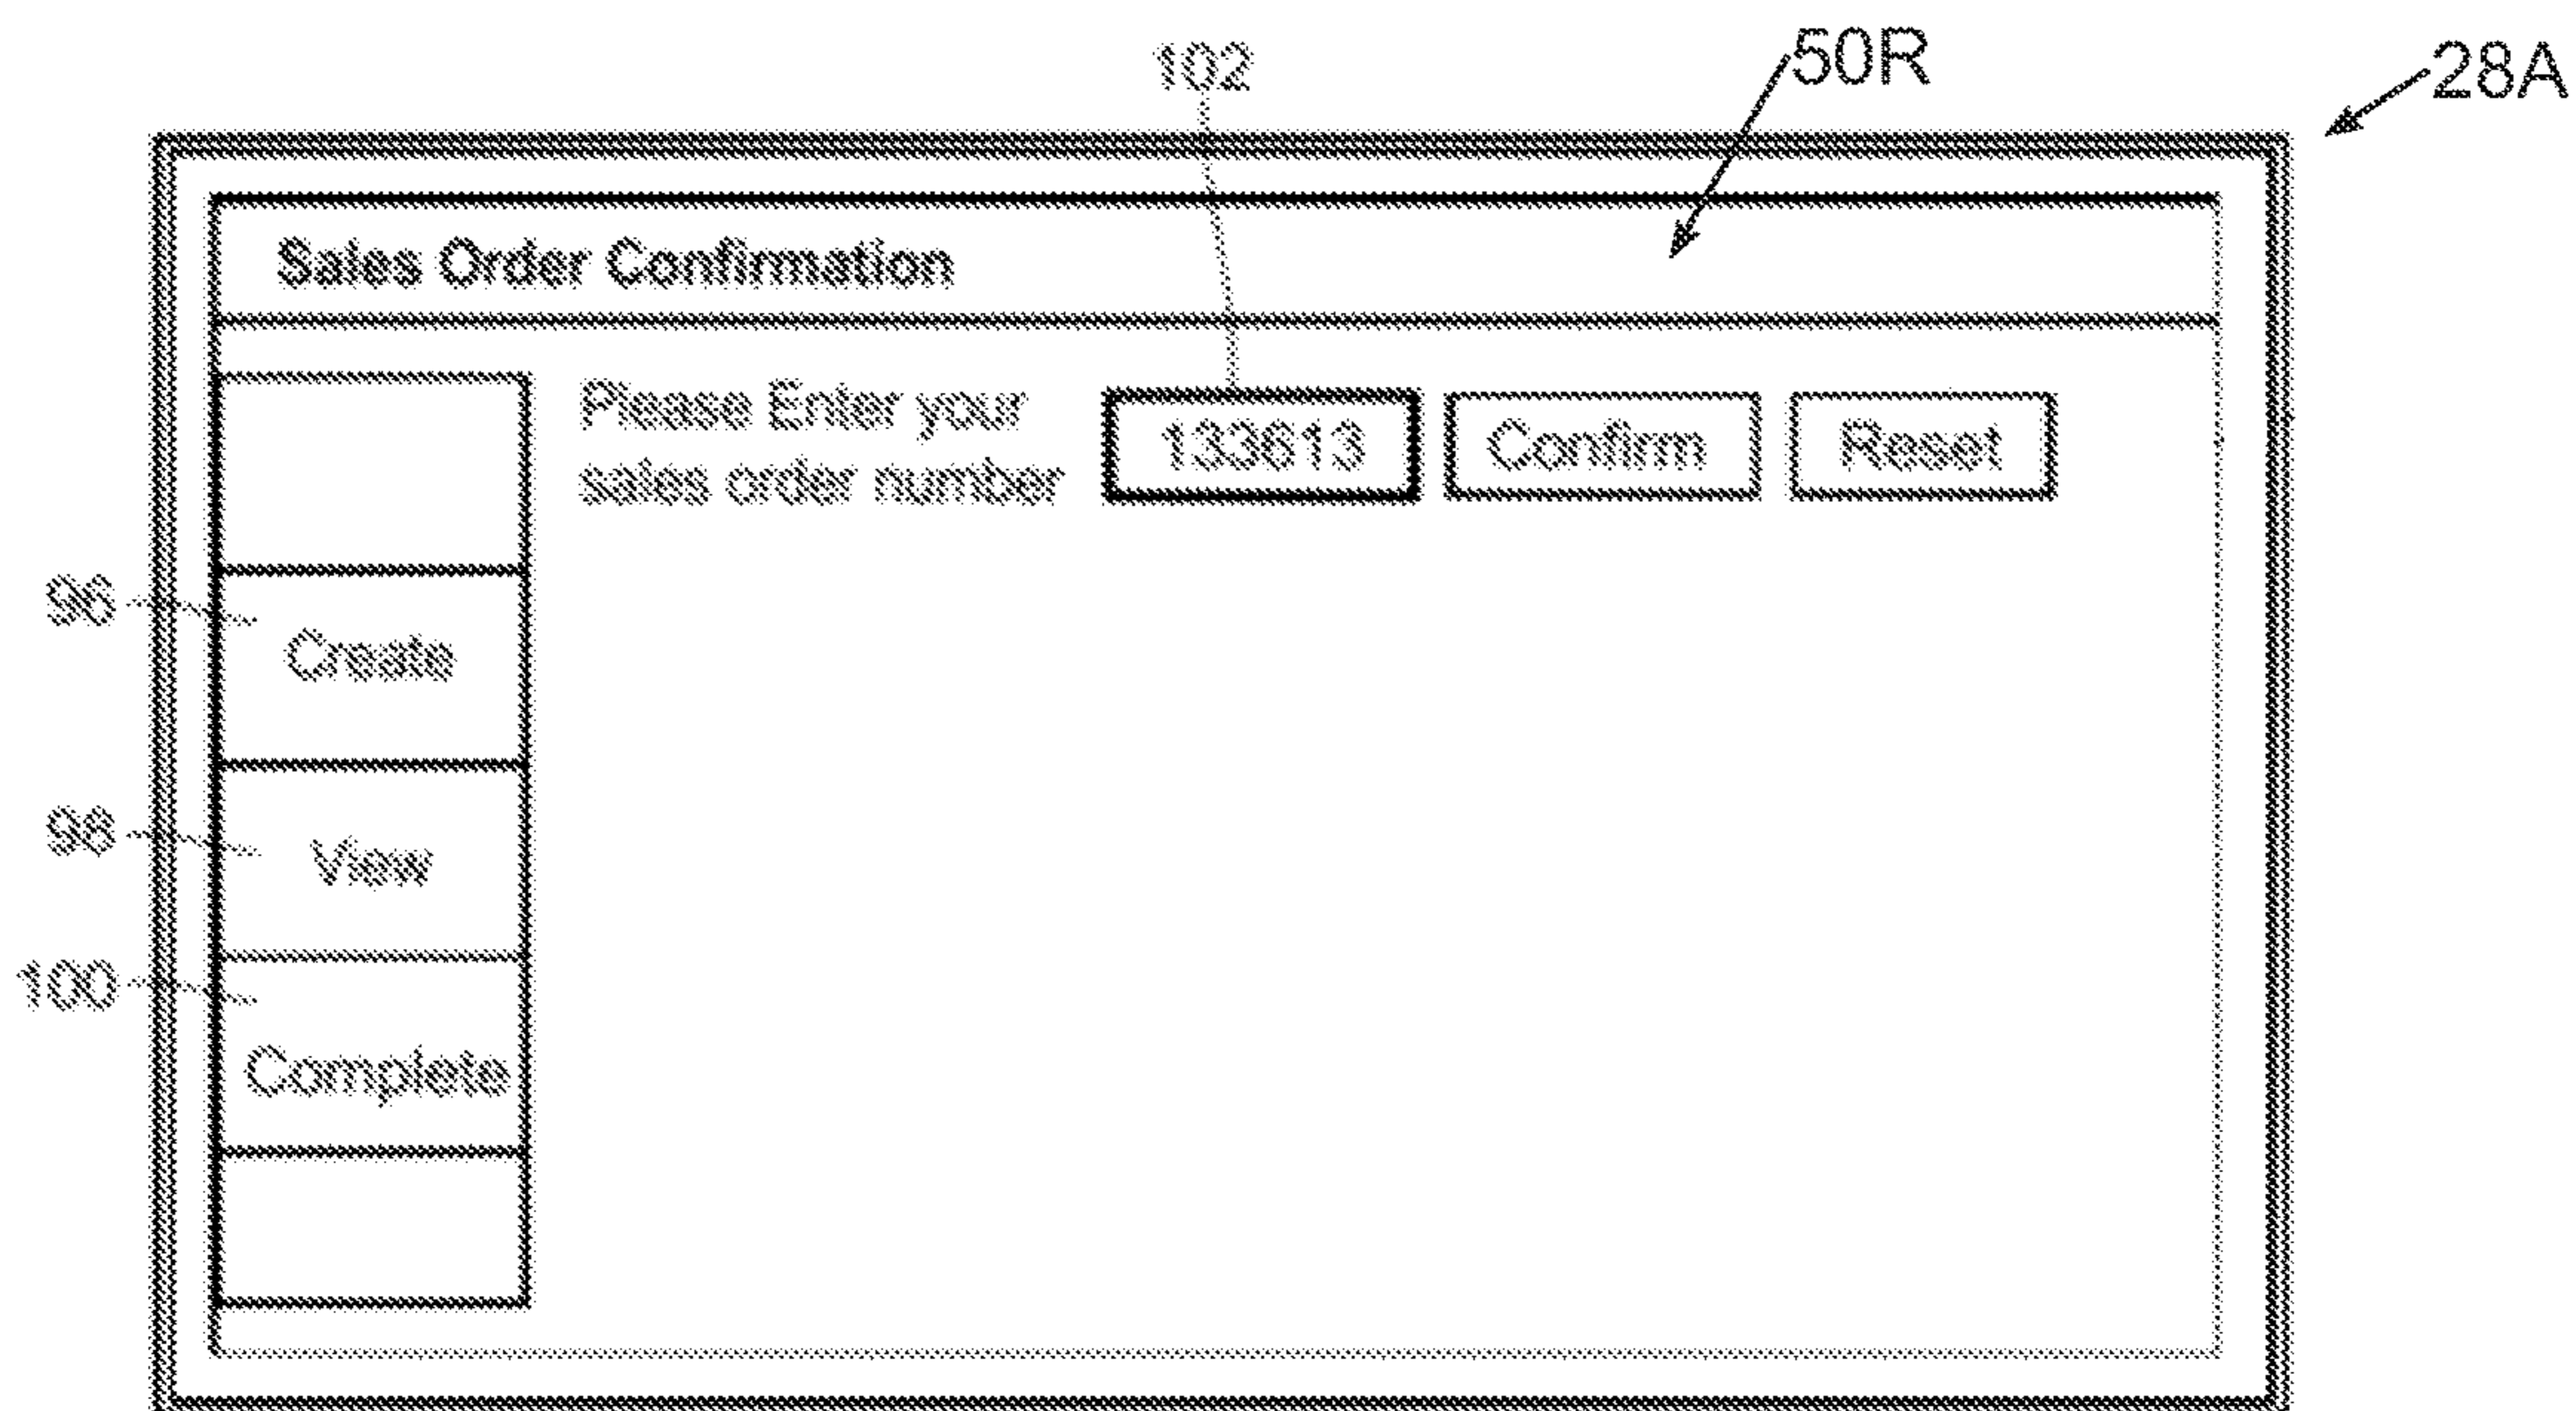 102
50R
28A
Sales Order Confirmation
Please Enter your
sales order number
133613
Confirm
Reset
96
Create
98
View
100
Complete